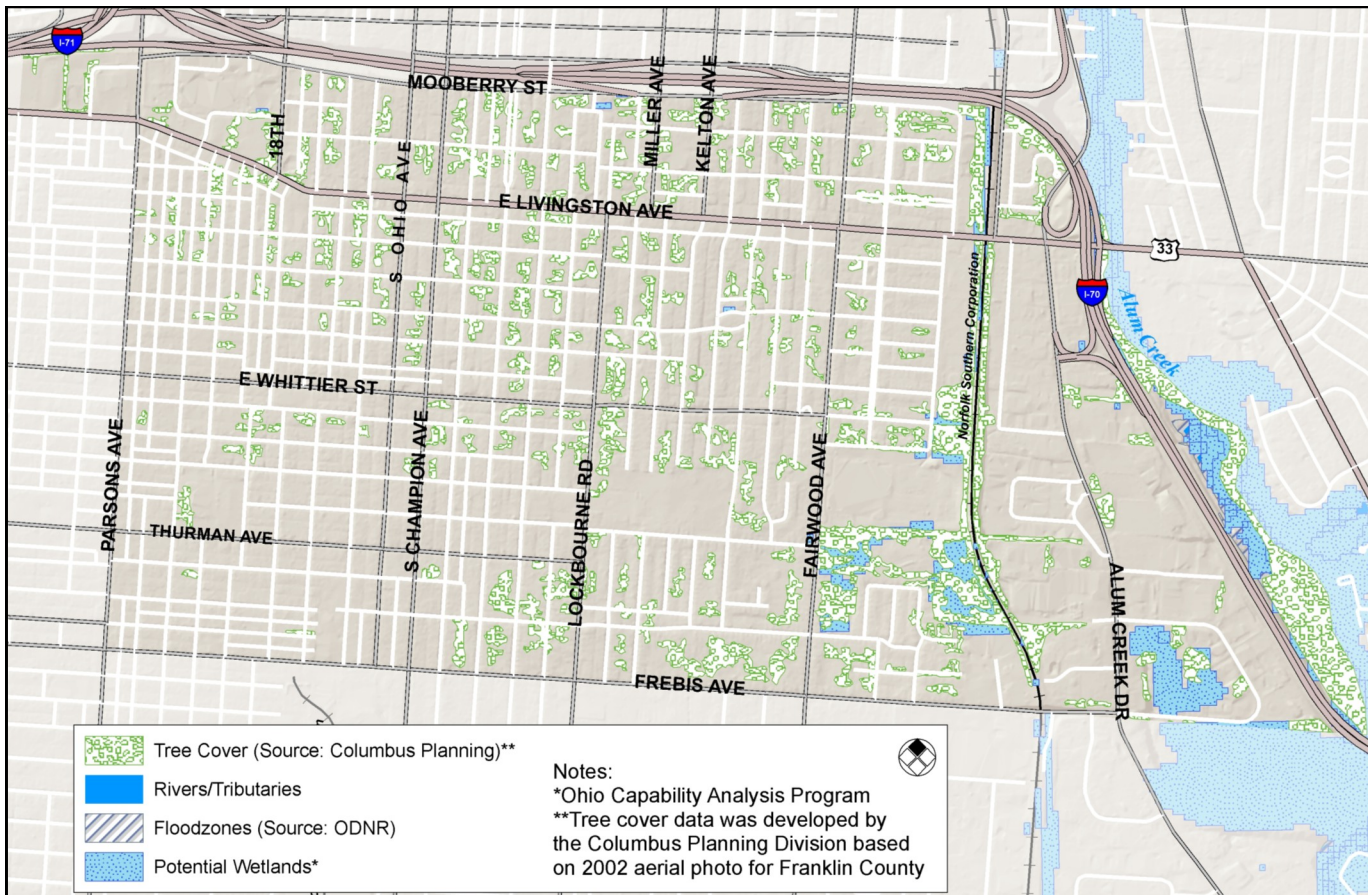 I-71
MOOBERRY ST
MILLER AVE
KELTON AVE
18TH
S OHIO AVE
E LIVINGSTON AVE
33
I-70
Alum Creek
Norfolk Southern Corporation
E WHITTIER ST
PARSONS AVE
S CHAMPION AVE
LOCKBOURNE RD
FAIRWOOD AVE
THURMAN AVE
ALUM CREEK DR
FREBIS AVE
Tree Cover (Source: Columbus Planning)**
Rivers/Tributaries
Floodzones (Source: ODNR)
Potential Wetlands*
Notes:
*Ohio Capability Analysis Program
**Tree cover data was developed by
the Columbus Planning Division based
on 2002 aerial photo for Franklin County